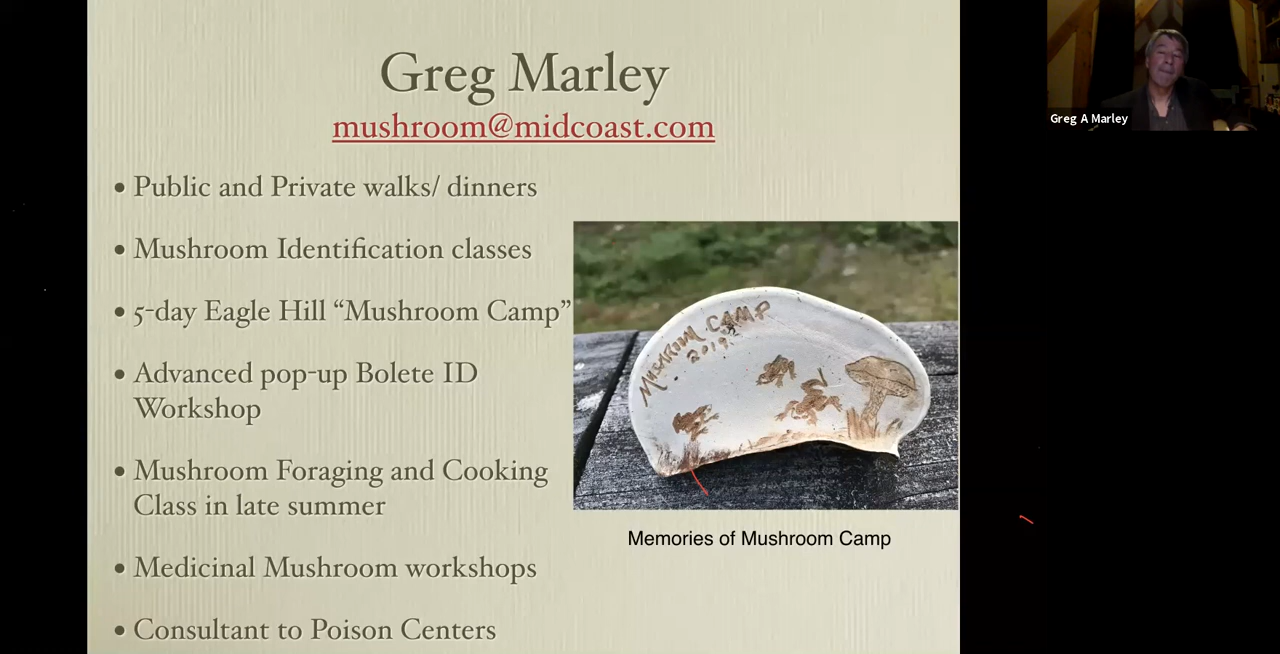 Greg Marley
mushroom@midcoast.com
• Public and Private walks/ dinners
• Mushroom Identification classes
• 5-day Eagle Hill “Mushroom Camp”
• Advanced pop-up Bolete ID
Workshop
• Mushroom Foraging and Cooking
Class in late summer
• Medicinal Mushroom workshops
• Consultant to Poison Centers
MUSHROOM CAMP
2019
Memories of Mushroom Camp
Greg A Marley